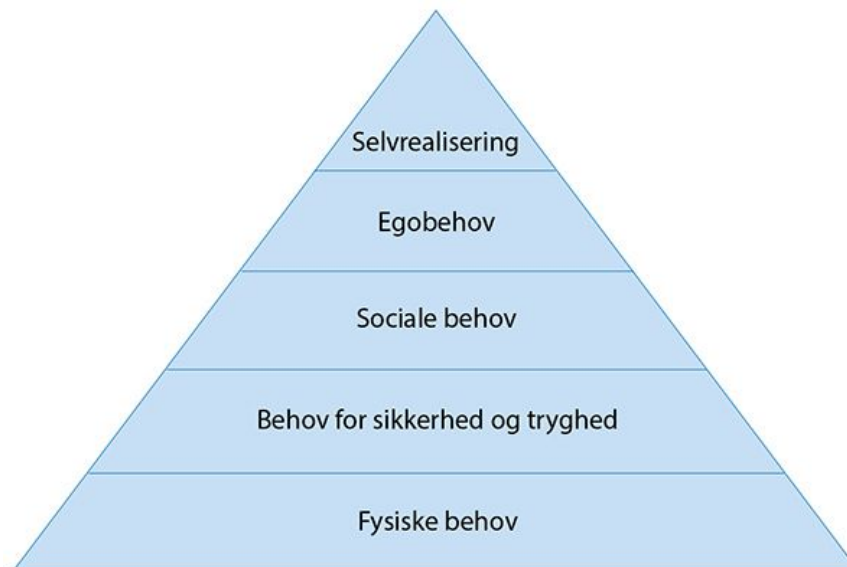 Selvrealisering
Egobehov
Sociale behov
Behov for sikkerhed og tryghed
Fysiske behov